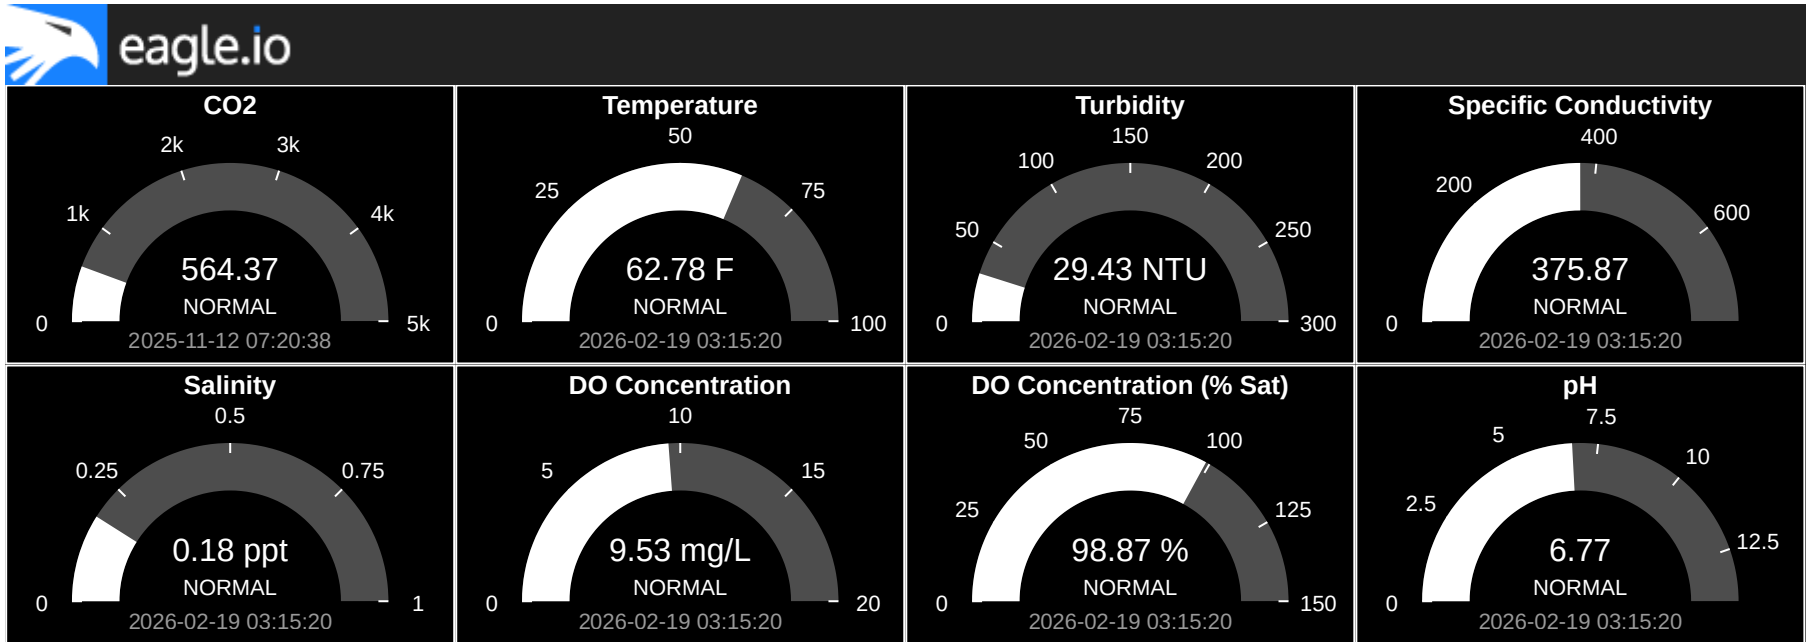 eagle.io
CO2
0
1k
2k
3k
4k
5k
564.37
NORMAL
2025-11-12 07:20:38
Temperature
0
25
50
75
100
62.78 F
NORMAL
2026-02-19 03:15:20
Turbidity
0
50
100
150
200
250
300
29.43 NTU
NORMAL
2026-02-19 03:15:20
Specific Conductivity
0
200
400
600
375.87
NORMAL
2026-02-19 03:15:20
Salinity
0
0.25
0.5
0.75
1
0.18 ppt
NORMAL
2026-02-19 03:15:20
DO Concentration
0
5
10
15
20
9.53 mg/L
NORMAL
2026-02-19 03:15:20
DO Concentration (% Sat)
0
25
50
75
100
125
150
98.87 %
NORMAL
2026-02-19 03:15:20
pH
0
2.5
5
7.5
10
12.5
6.77
NORMAL
2026-02-19 03:15:20